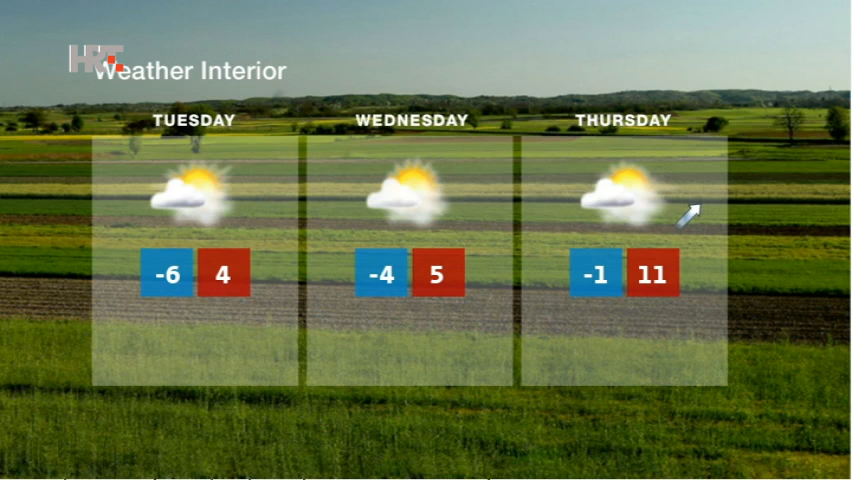 HRT
Weather Interior
TUESDAY WEDNESDAY THURSDAY
-6 4 -4 5 -1 11